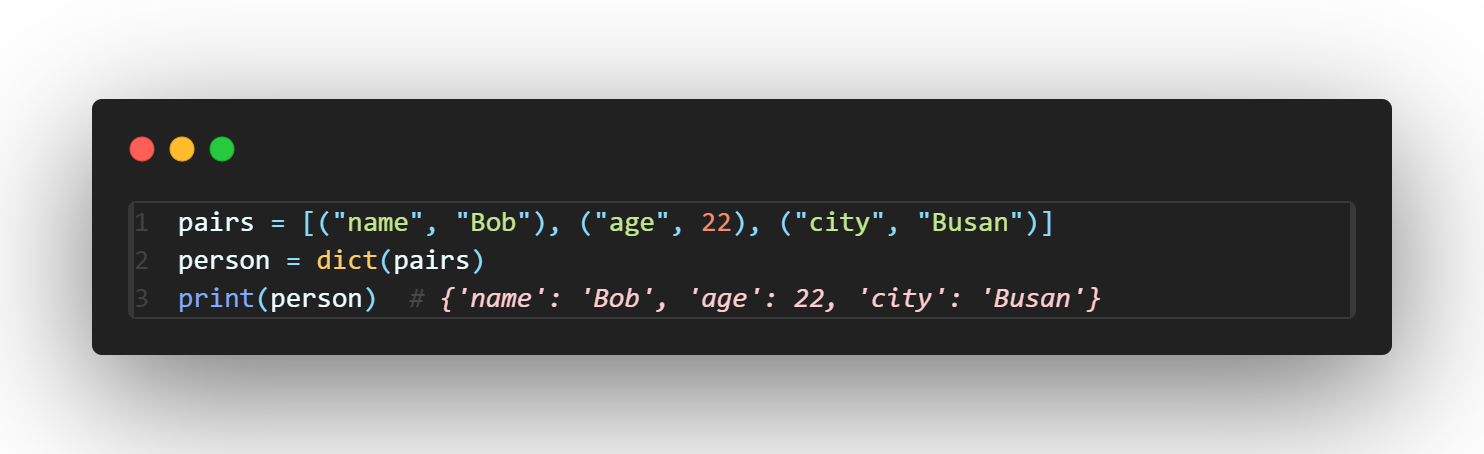 1 pairs = [("name", "Bob"), ("age", 22), ("city", "Busan")]
2 person = dict(pairs)
3 print(person)  # {'name': 'Bob', 'age': 22, 'city': 'Busan'}